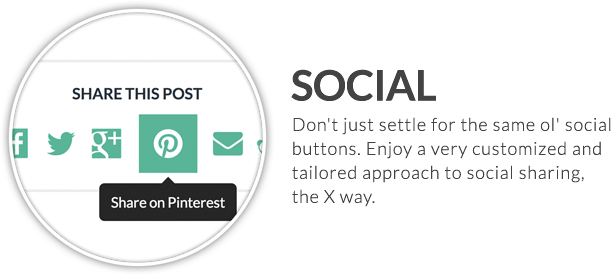 SHARE THIS POST
f g+
Share on Pinterest
SOCIAL
Don't just settle for the same ol' social
buttons. Enjoy a very customized and
tailored approach to social sharing,
the X way.